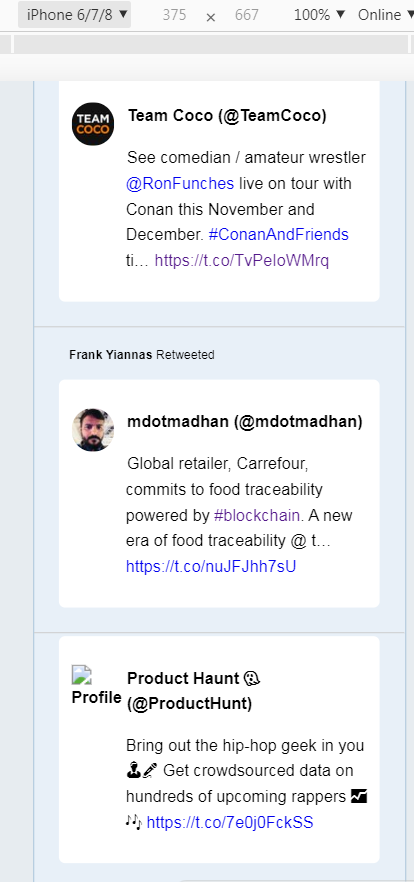 iPhone 6/7/8 ▼ 375 × 667 100% ▼ Online ▼
TEAM
COCO
Team Coco (@TeamCoco)
See comedian / amateur wrestler
@RonFunches live on tour with
Conan this November and
December. #ConanAndFriends
ti… https://t.co/TvPeIoWMrq
Frank Yiannas Retweeted
mdotmadhan (@mdotmadhan)
Global retailer, Carrefour,
commits to food traceability
powered by #blockchain. A new
era of food traceability @ t…
https://t.co/nuJFJhh7sU
Profile
Product Haunt
(@ProductHunt)
Bring out the hip-hop geek in you
Get crowdsourced data on
hundreds of upcoming rappers
🎶 https://t.co/7e0j0FckSS